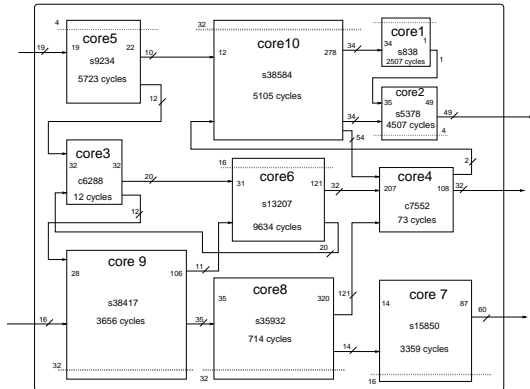 4
core5
19
19
22
s9234
5723 cycles
10
12
32
core10
12
278
s38584
5105 cycles
34
34
54
core1
34
1
s838
2507 cycles
1
core2
35
49
s5378
4507 cycles
4
49
core3
32
32
c6288
12 cycles
20
12
16
core6
31
121
s13207
9634 cycles
32
20
2
core4
207
108
c7552
73 cycles
32
core 9
16
28
106
s38417
3656 cycles
32
11
35
core8
35
320
s35932
714 cycles
32
121
14
core 7
14
87
s15850
3359 cycles
16
60